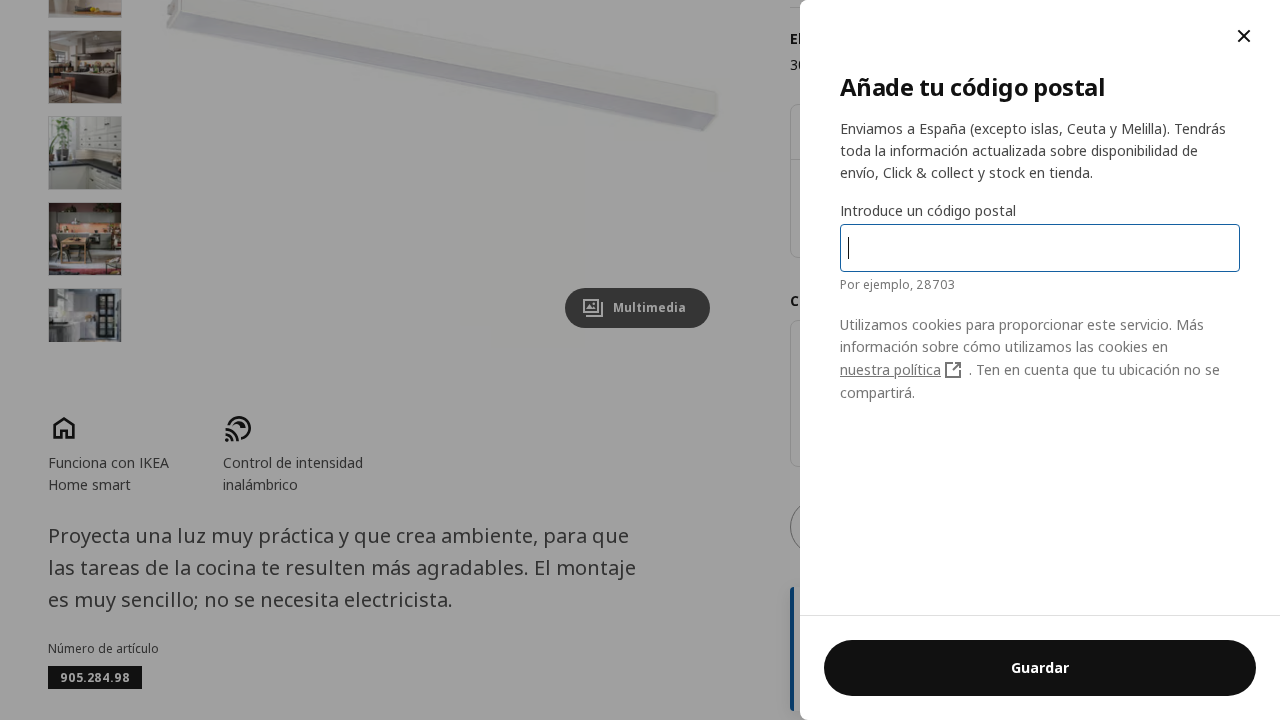 Multimedia
Funciona con IKEA
Home smart
Control de intensidad
inalámbrico
Proyecta una luz muy práctica y que crea ambiente, para que
las tareas de la cocina te resulten más agradables. El montaje
es muy sencillo; no se necesita electricista.
Número de artículo
905.284.98
Añade tu código postal
Enviamos a España (excepto islas, Ceuta y Melilla). Tendrás
toda la información actualizada sobre disponibilidad de
envío, Click & collect y stock en tienda.
Introduce un código postal
Por ejemplo, 28703
Utilizamos cookies para proporcionar este servicio. Más
información sobre cómo utilizamos las cookies en
nuestra política . Ten en cuenta que tu ubicación no se
compartirá.
Guardar